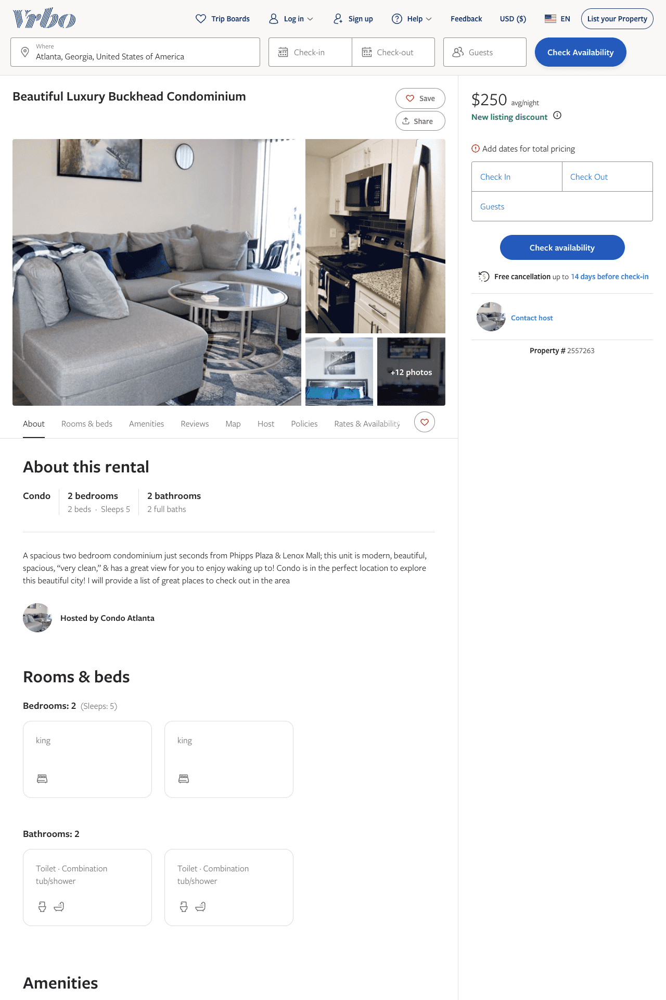 Vrbo
Trip Boards
Log in
Sign up
Help
Feedback
USD ($)
EN
List your Property
Where
Atlanta, Georgia, United States of America
Check-in
Check-out
Guests
Check Availability
Beautiful Luxury Buckhead Condominium
Save
Share
+12 photos
$250 avg/night
New listing discount
Add dates for total pricing
Check In
Check Out
Guests
Check availability
Free cancellation up to 14 days before check-in
Contact host
Property # 2557263
About
Rooms & beds
Amenities
Reviews
Map
Host
Policies
Rates & Availability
About this rental
Condo
2 bedrooms
2 beds · Sleeps 5
2 bathrooms
2 full baths
A spacious two bedroom condominium just seconds from Phipps Plaza & Lenox Mall; this unit is modern, beautiful,
spacious, “very clean,” & has a great view for you to enjoy waking up to! Condo is in the perfect location to explore
this beautiful city! I will provide a list of great places to check out in the area
Hosted by Condo Atlanta
Rooms & beds
Bedrooms: 2 (Sleeps: 5)
king
king
Bathrooms: 2
Toilet · Combination
tub/shower
Toilet · Combination
tub/shower
Amenities